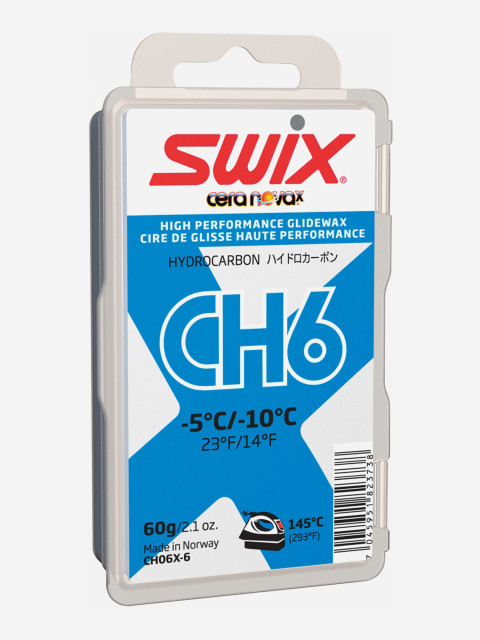 SWIX®
cera novax
HIGH PERFORMANCE GLIDEWAX
CIRE DE GLISSE HAUTE PERFORMANCE
HYDROCARBON ハイドロカーボン
CH6
-5°C/-10°C
23°F/14°F
60g/2.1 oz.
Made in Norway
CH06X-6
145°C
(293°F)
7 045951 823738